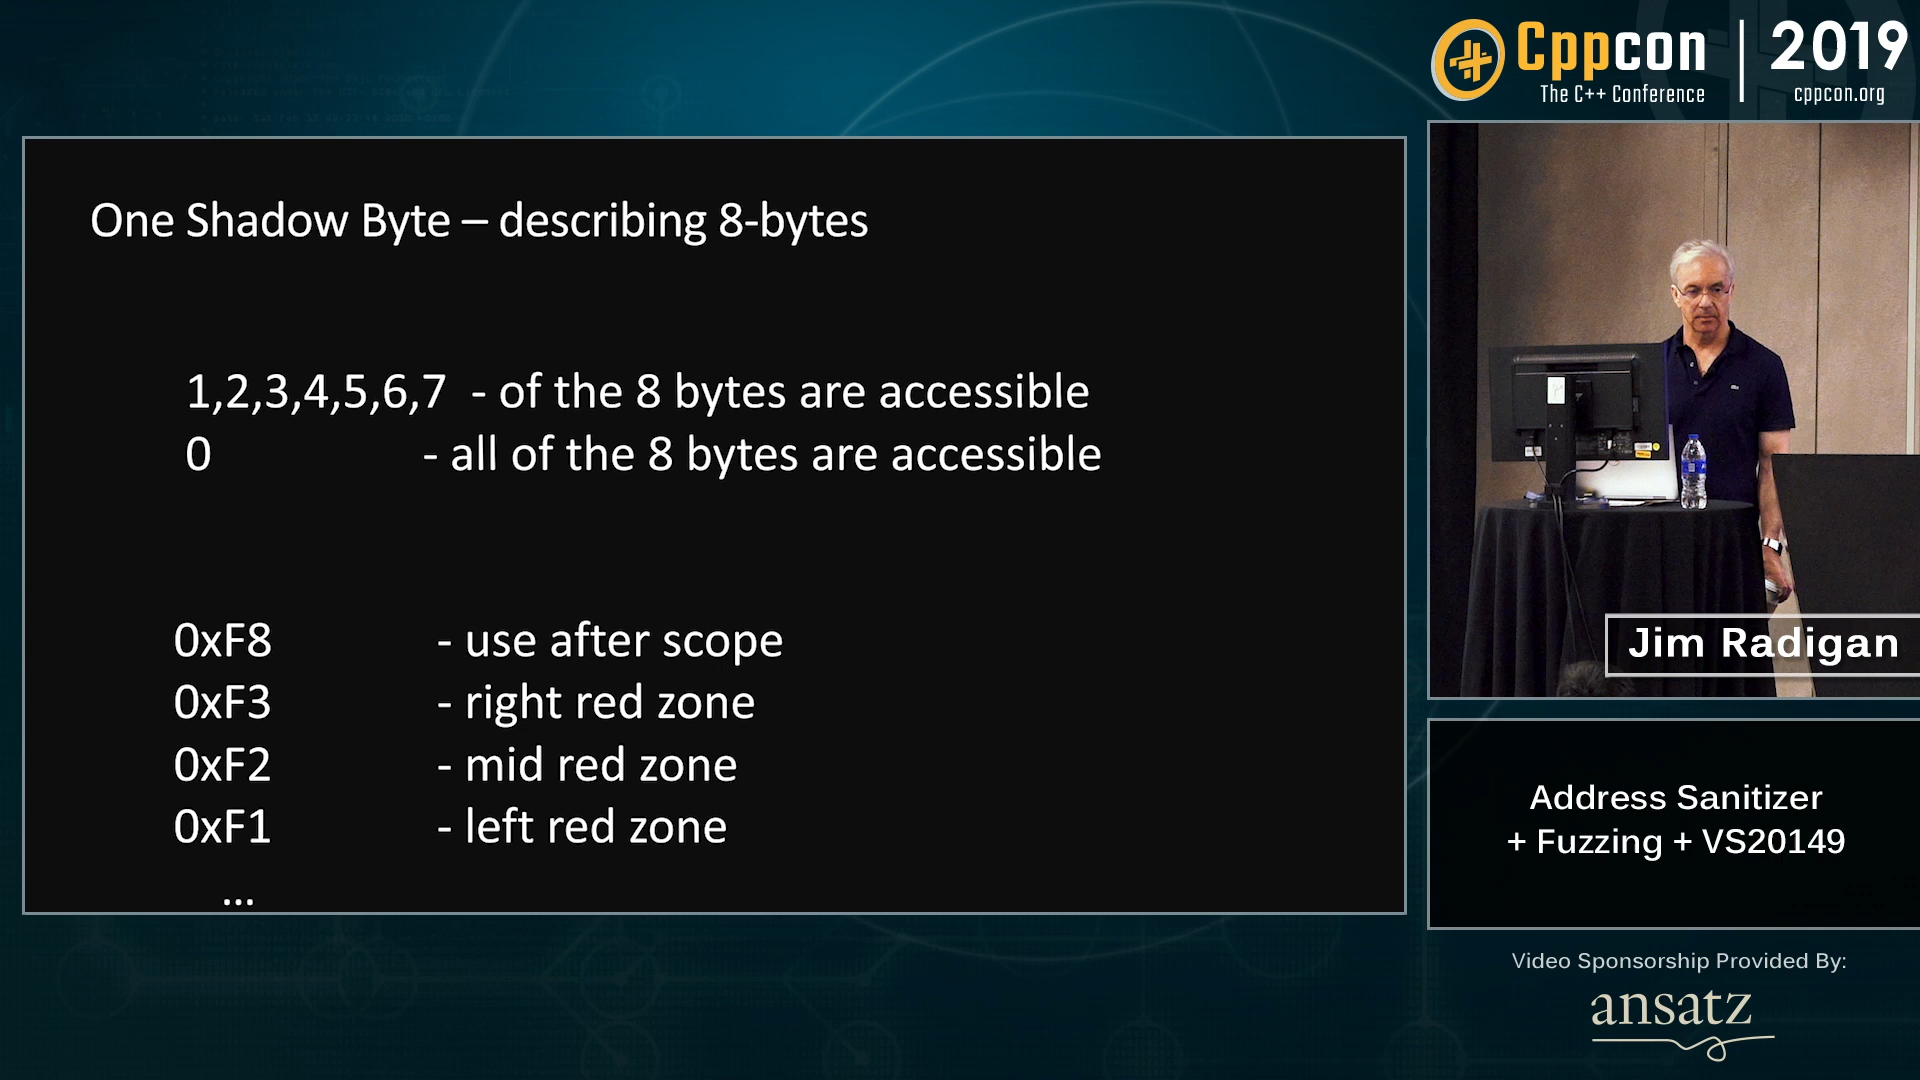 Cppcon | 2019
The C++ Conference
cppcon.org
One Shadow Byte – describing 8-bytes
1,2,3,4,5,6,7 - of the 8 bytes are accessible
0 - all of the 8 bytes are accessible
0xF8 - use after scope
0xF3 - right red zone
0xF2 - mid red zone
0xF1 - left red zone
...
Jim Radigan
Address Sanitizer
+ Fuzzing + VS20149
Video Sponsorship Provided By:
ansatz